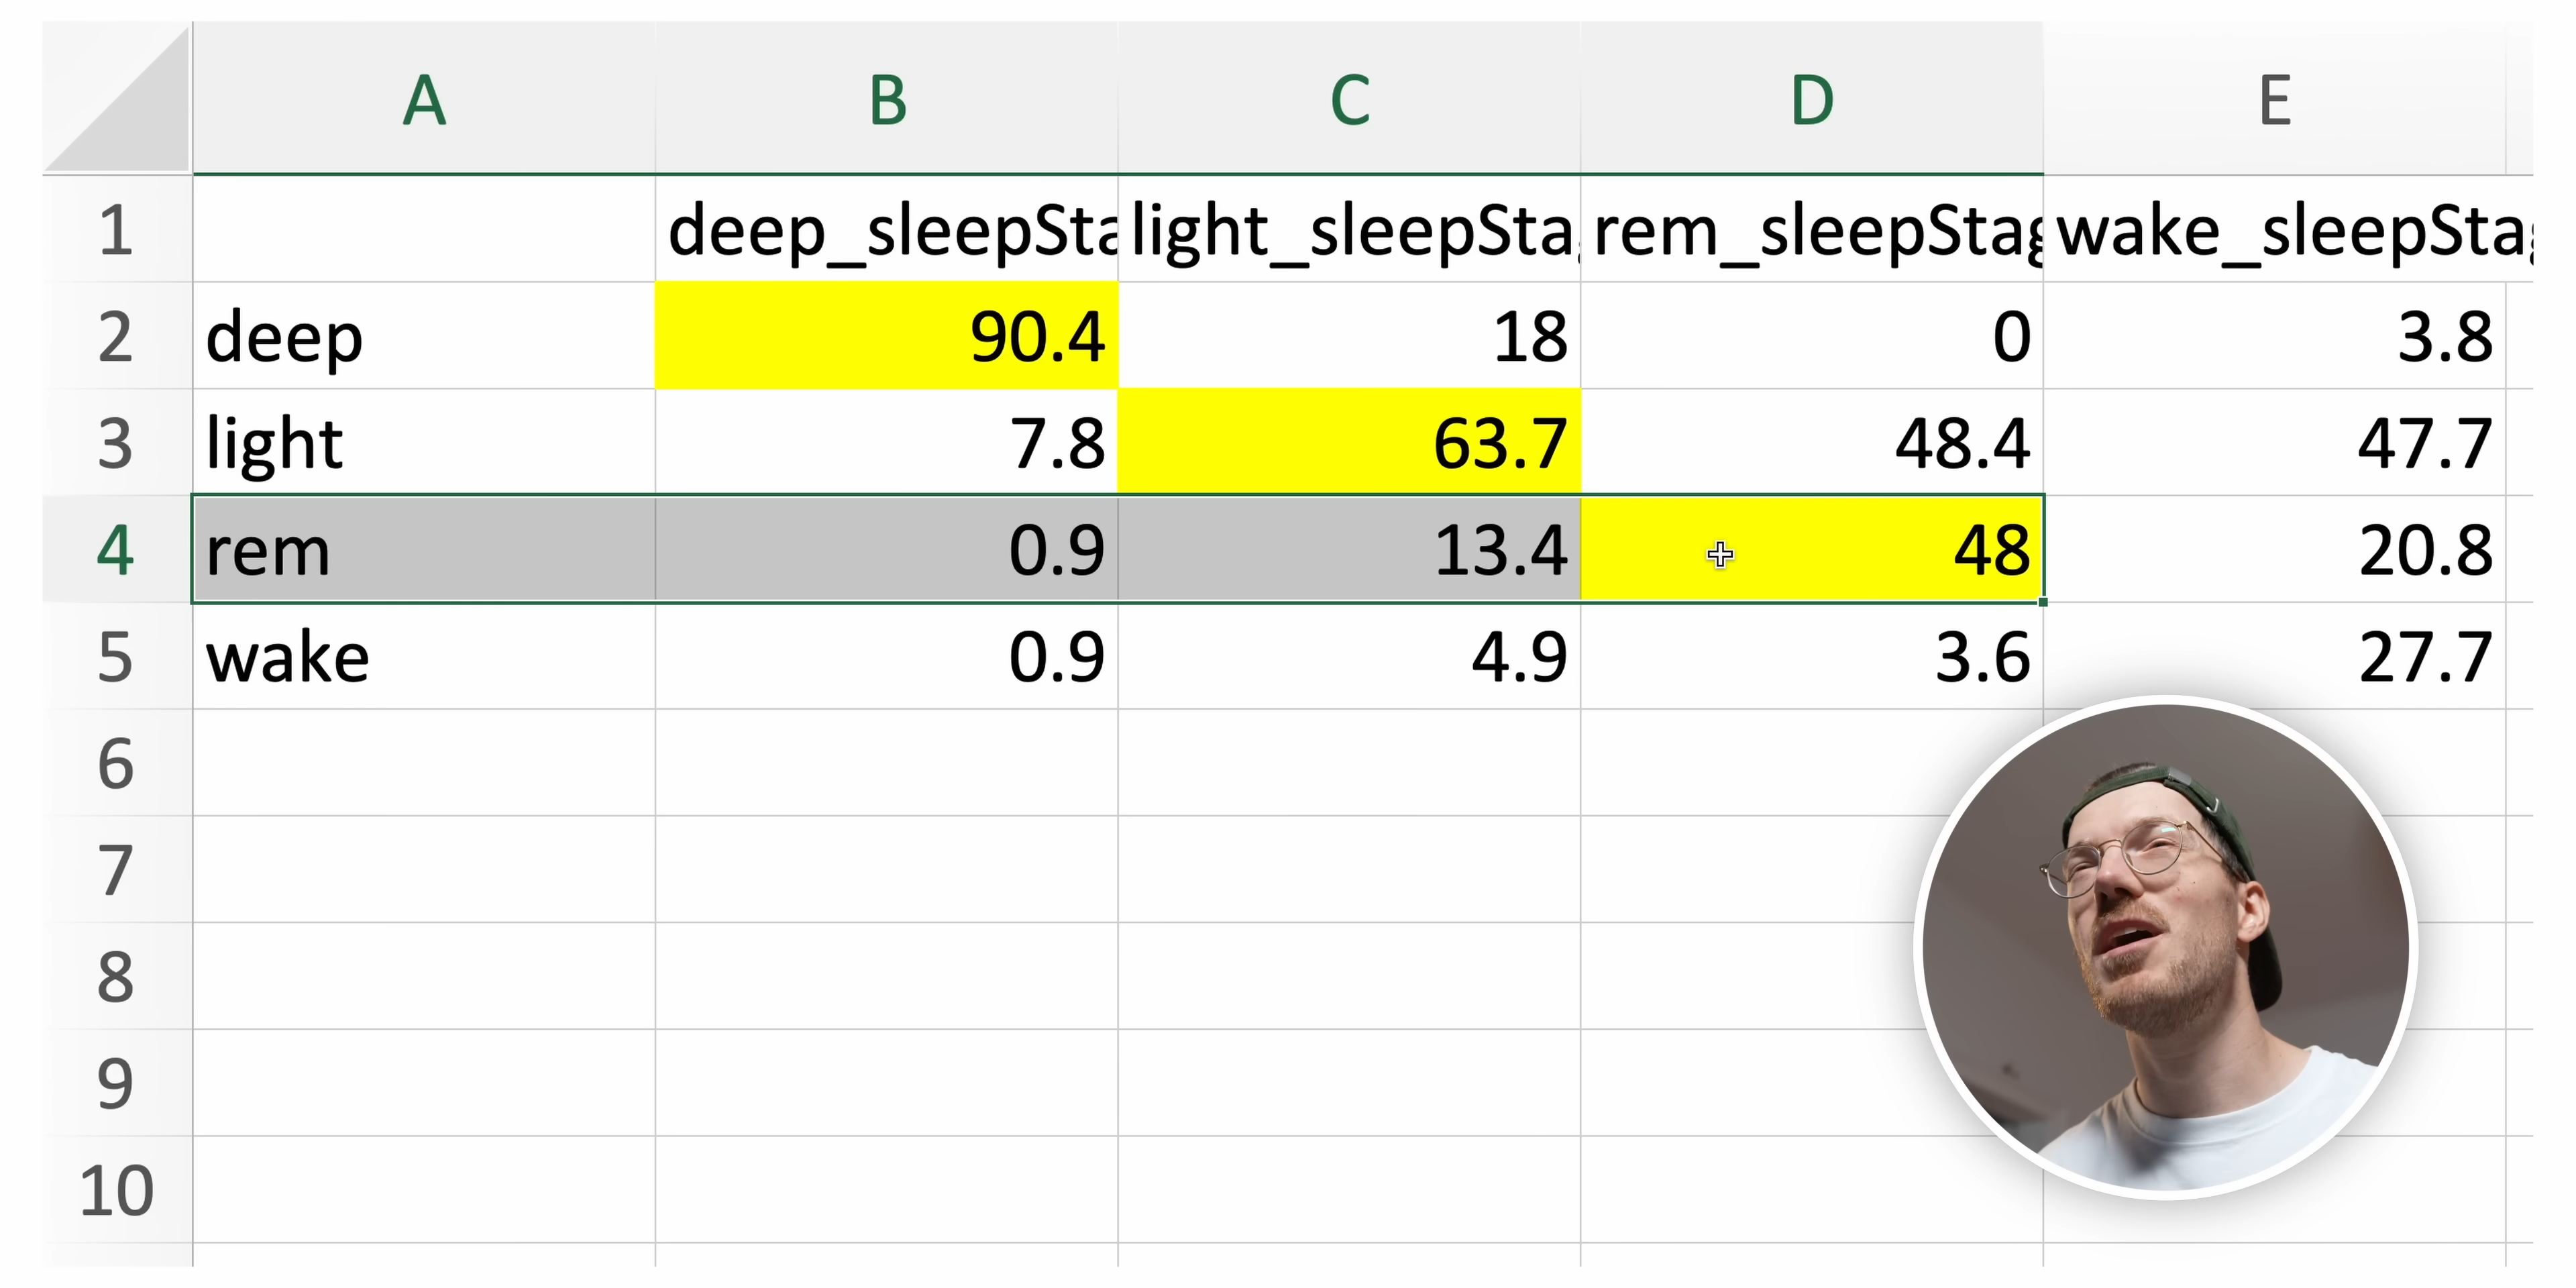 A B C D E
1 deep_sleepSta light_sleepSta rem_sleepStag wake_sleepStag
2 deep 90.4 18 0 3.8
3 light 7.8 63.7 48.4 47.7
4 rem 0.9 13.4 48 20.8
5 wake 0.9 4.9 3.6 27.7
6
7
8
9
10